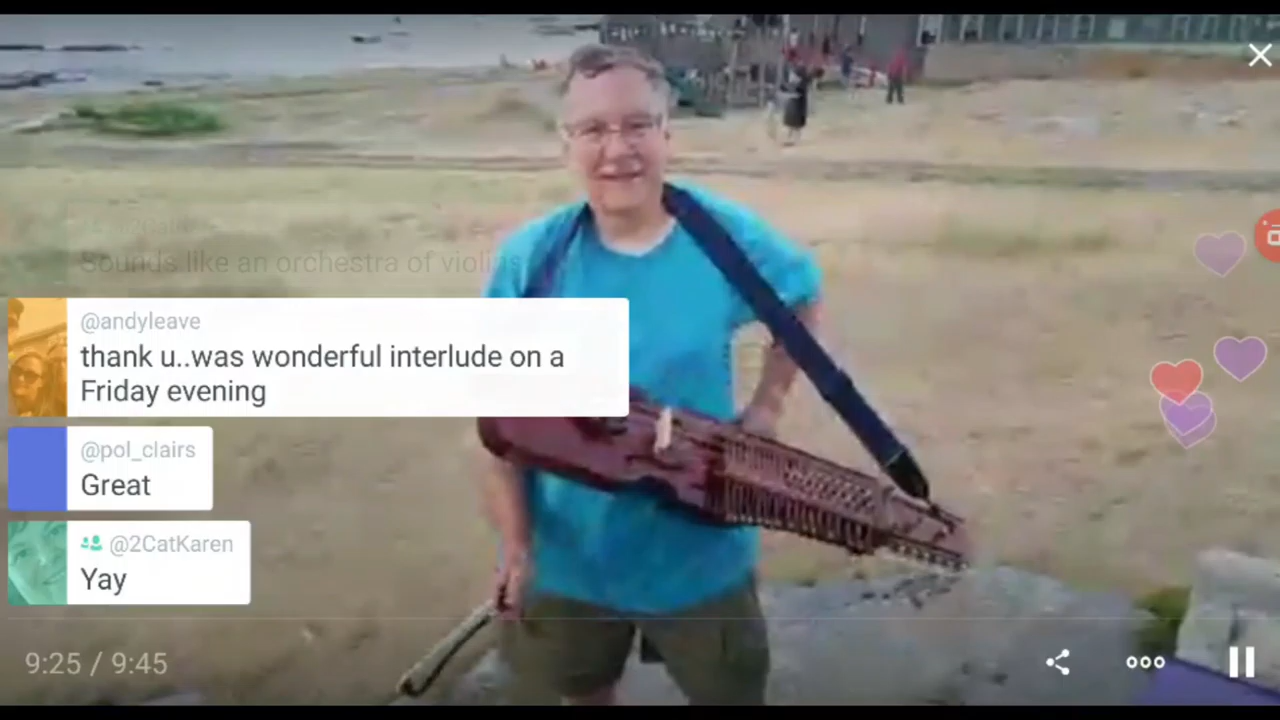 Sounds like an orchestra of violins
@andyleave
thank u..was wonderful interlude on a
Friday evening
@pol_clairs
Great
@2CatKaren
Yay
9:25 / 9:45